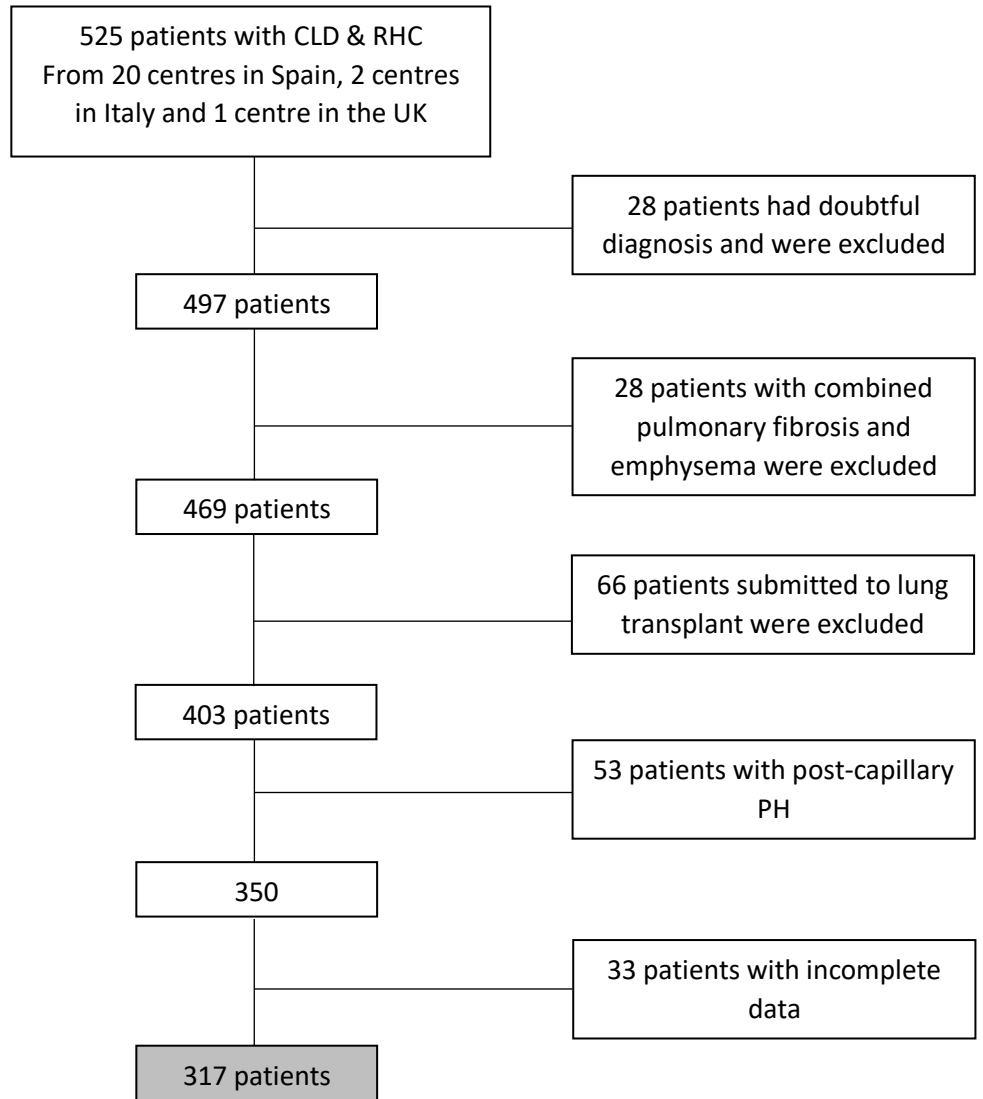 525 patients with CLD & RHC
From 20 centres in Spain, 2 centres
in Italy and 1 centre in the UK
28 patients had doubtful
diagnosis and were excluded
497 patients
28 patients with combined
pulmonary fibrosis and
emphysema were excluded
469 patients
66 patients submitted to lung
transplant were excluded
403 patients
53 patients with post-capillary
PH
350
33 patients with incomplete
data
317 patients